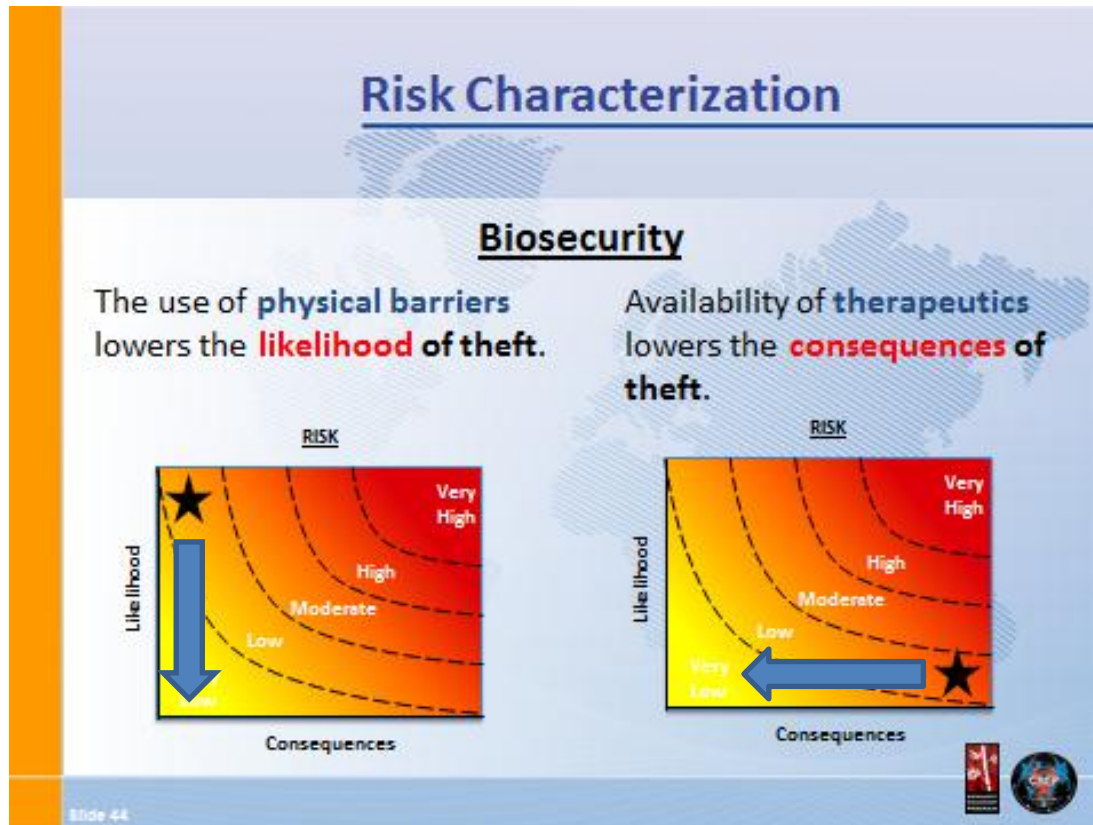 Risk Characterization
Biosecurity
The use of physical barriers
lowers the likelihood of theft.
Availability of therapeutics
lowers the consequences of
theft.
RISK
Very
High
High
Moderate
Low
Low
Likelihood
Consequences
RISK
Very
High
High
Moderate
Low
Very
Low
Likelihood
Consequences
Slide 44